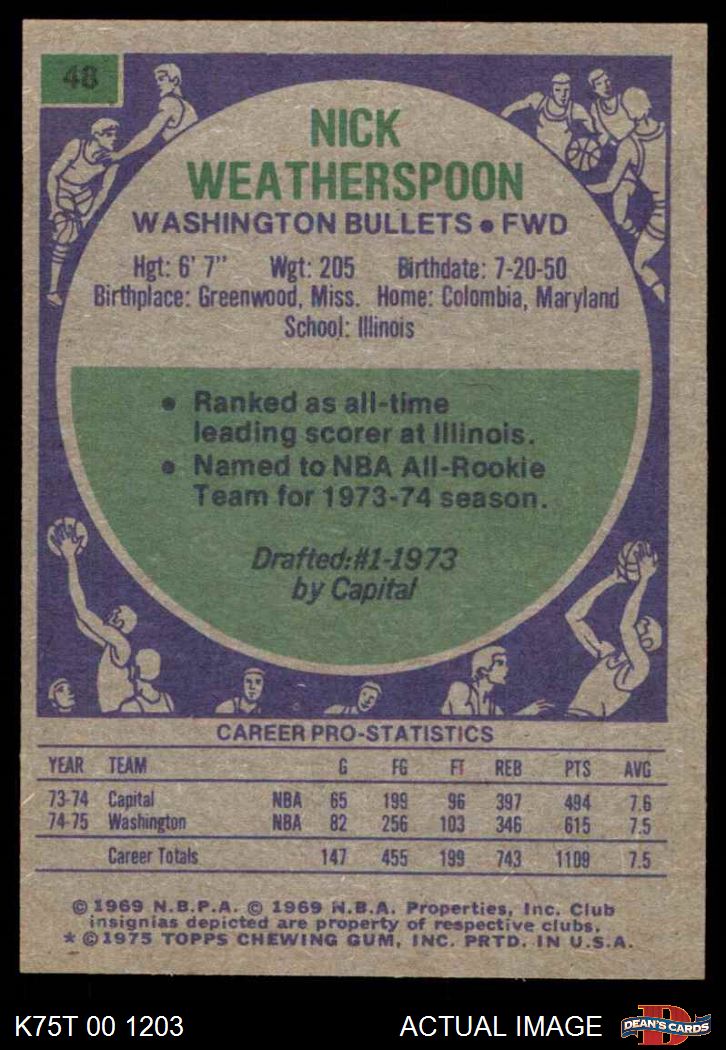 48
NICK
WEATHERSPOON
WASHINGTON BULLETS • FWD
Hgt: 6' 7" Wgt: 205 Birthdate: 7-20-50
Birthplace: Greenwood, Miss. Home: Colombia, Maryland
School: Illinois
• Ranked as all-time
leading scorer at Illinois.
• Named to NBA All-Rookie
Team for 1973-74 season.
Drafted:#1-1973
by Capital
CAREER PRO-STATISTICS
YEAR TEAM G FG FT REB PTS AVG
73-74 Capital NBA 65 199 96 397 494 7.6
74-75 Washington NBA 82 256 103 346 615 7.5
Career Totals 147 455 199 743 1109 7.5
© 1969 N.B.P.A. © 1969 N.B.A. Properties, Inc. Club
insignias depicted are property of respective clubs.
* © 1975 TOPPS CHEWING GUM, INC. PRTD. IN U.S.A.
K75T 00 1203 ACTUAL IMAGE DEAN'S CARDS